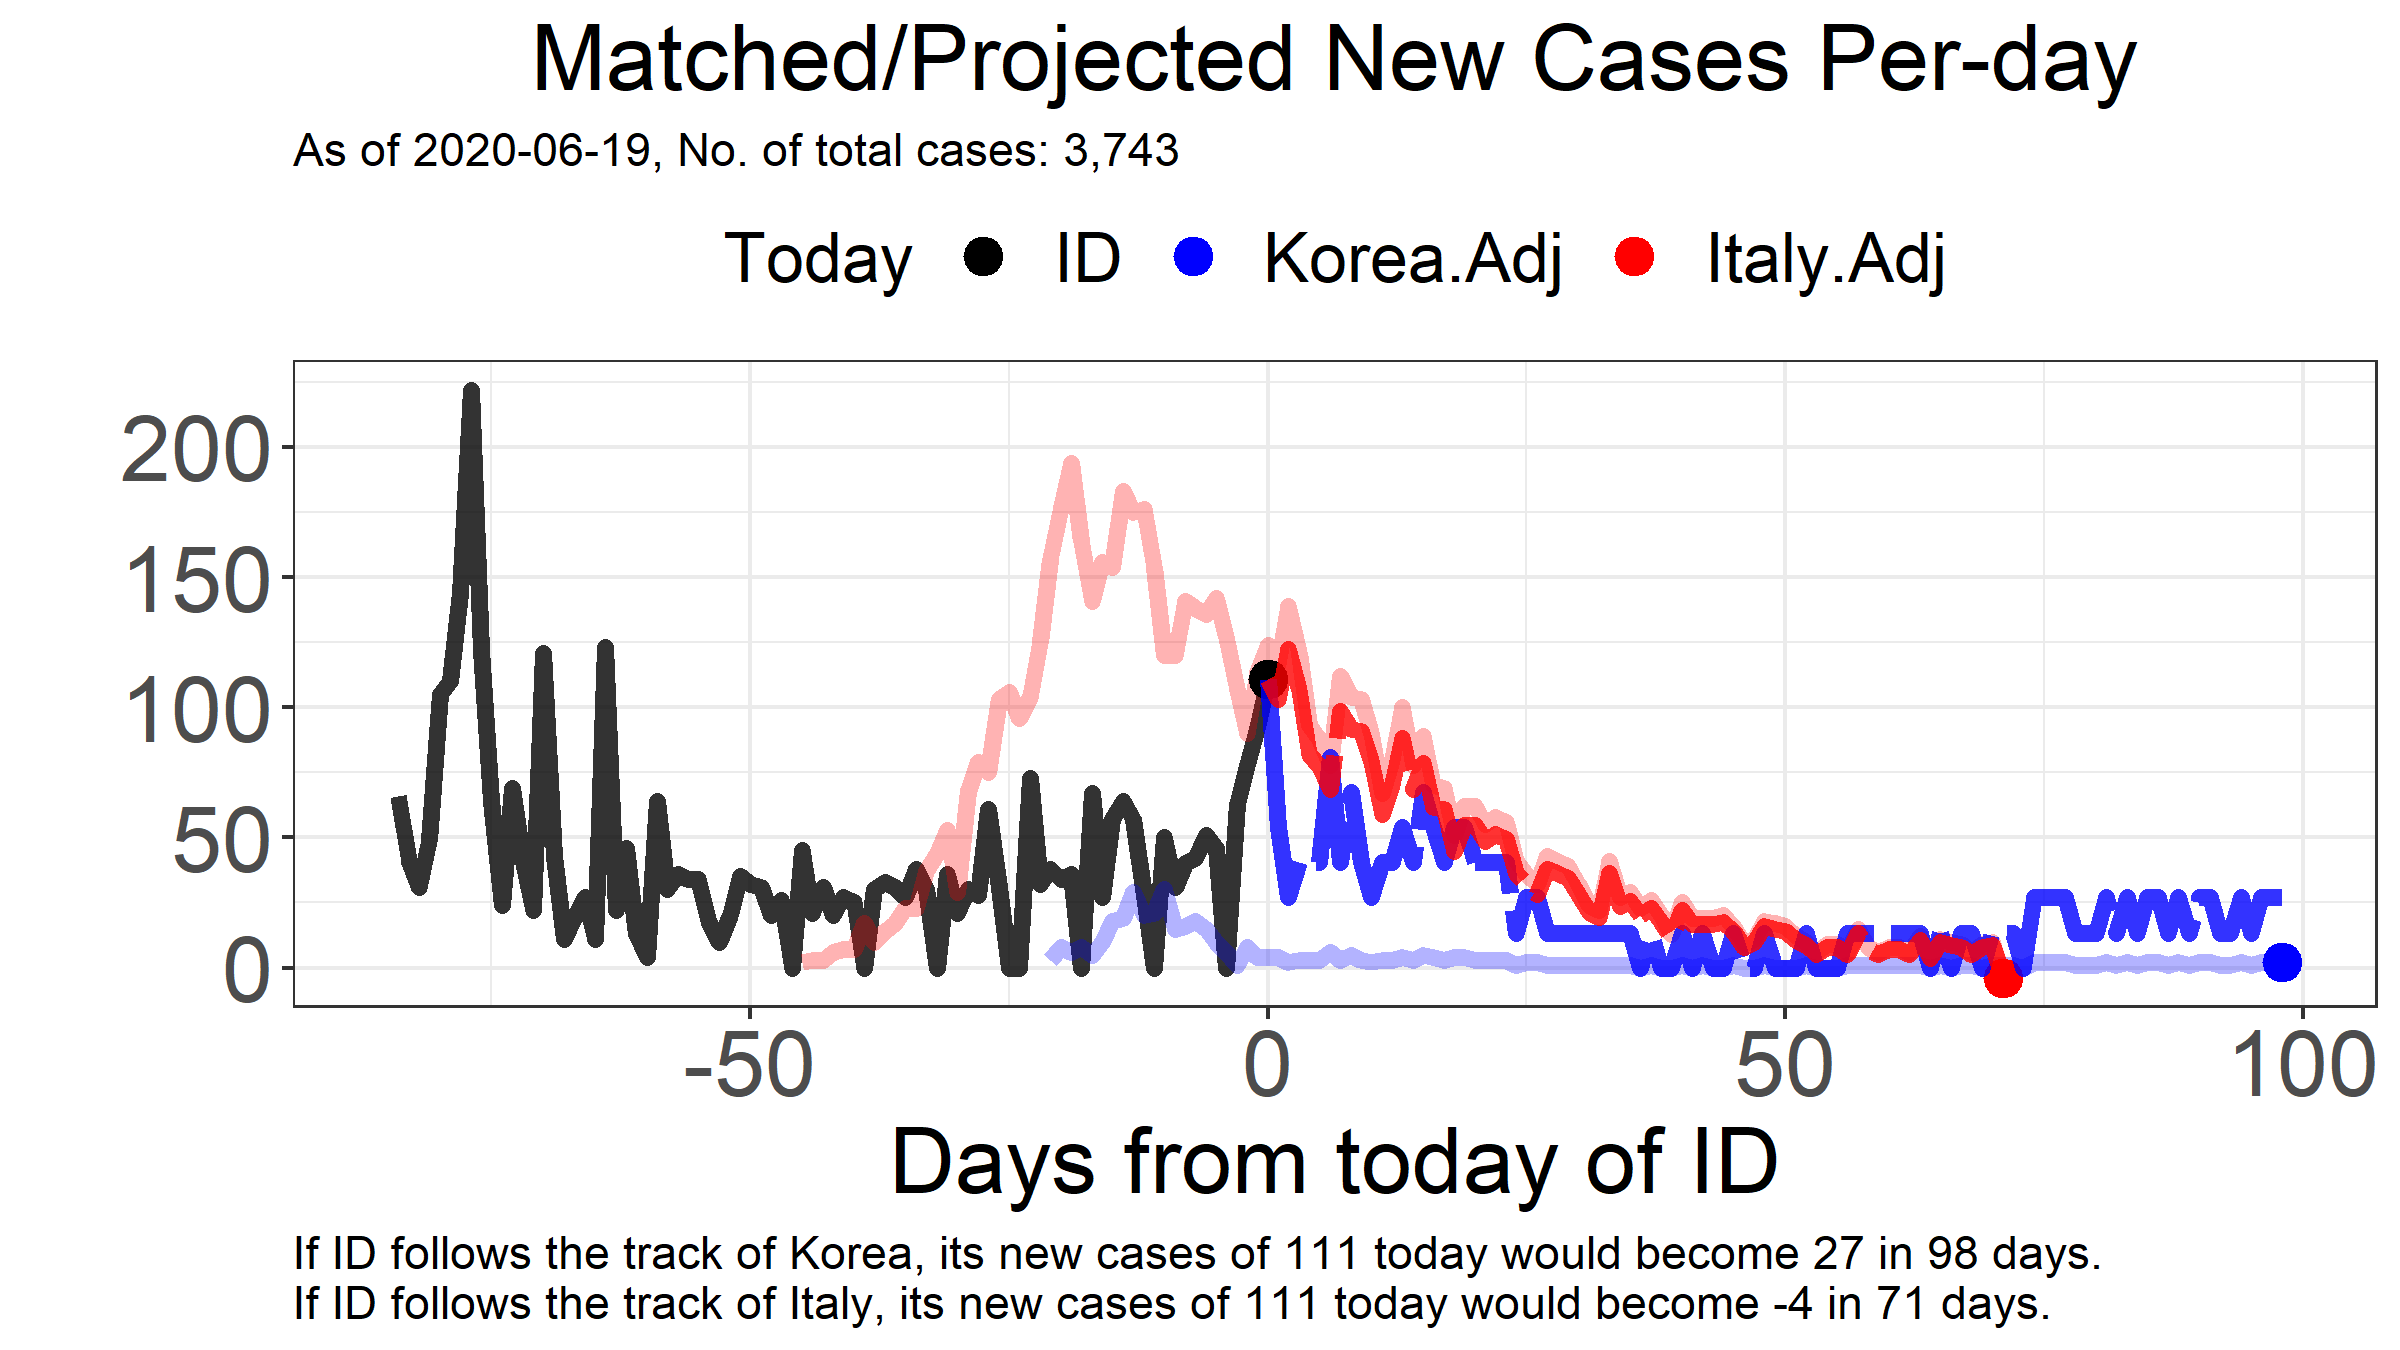 Matched/Projected New Cases Per-day
As of 2020-06-19, No. of total cases: 3,743
Today ID Korea.Adj Italy.Adj
200
150
100
50
0
-50 0 50 100
Days from today of ID
If ID follows the track of Korea, its new cases of 111 today would become 27 in 98 days.
If ID follows the track of Italy, its new cases of 111 today would become -4 in 71 days.